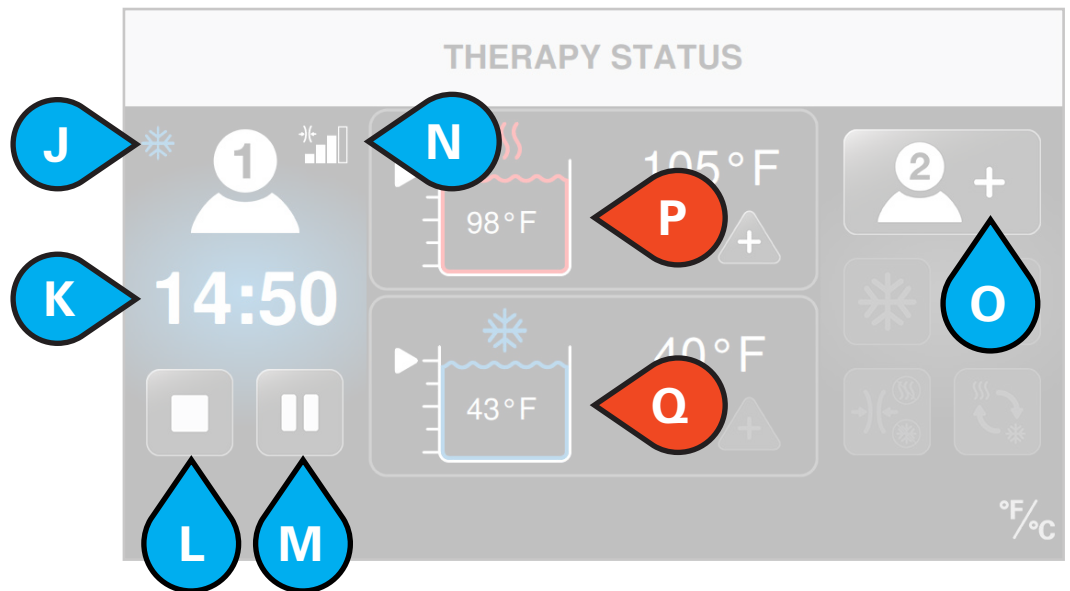 THERAPY STATUS
J
1
N
105°F
2 +
98°F
P
+
K
14:50
O
40°F
43°F
Q
+
L
M
°F/°C